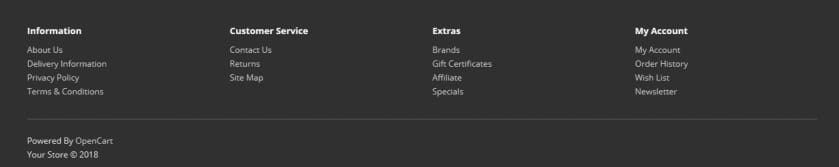 Information
About Us
Delivery Information
Privacy Policy
Terms & Conditions
Customer Service
Contact Us
Returns
Site Map
Extras
Brands
Gift Certificates
Affiliate
Specials
My Account
My Account
Order History
Wish List
Newsletter
Powered By OpenCart
Your Store © 2018